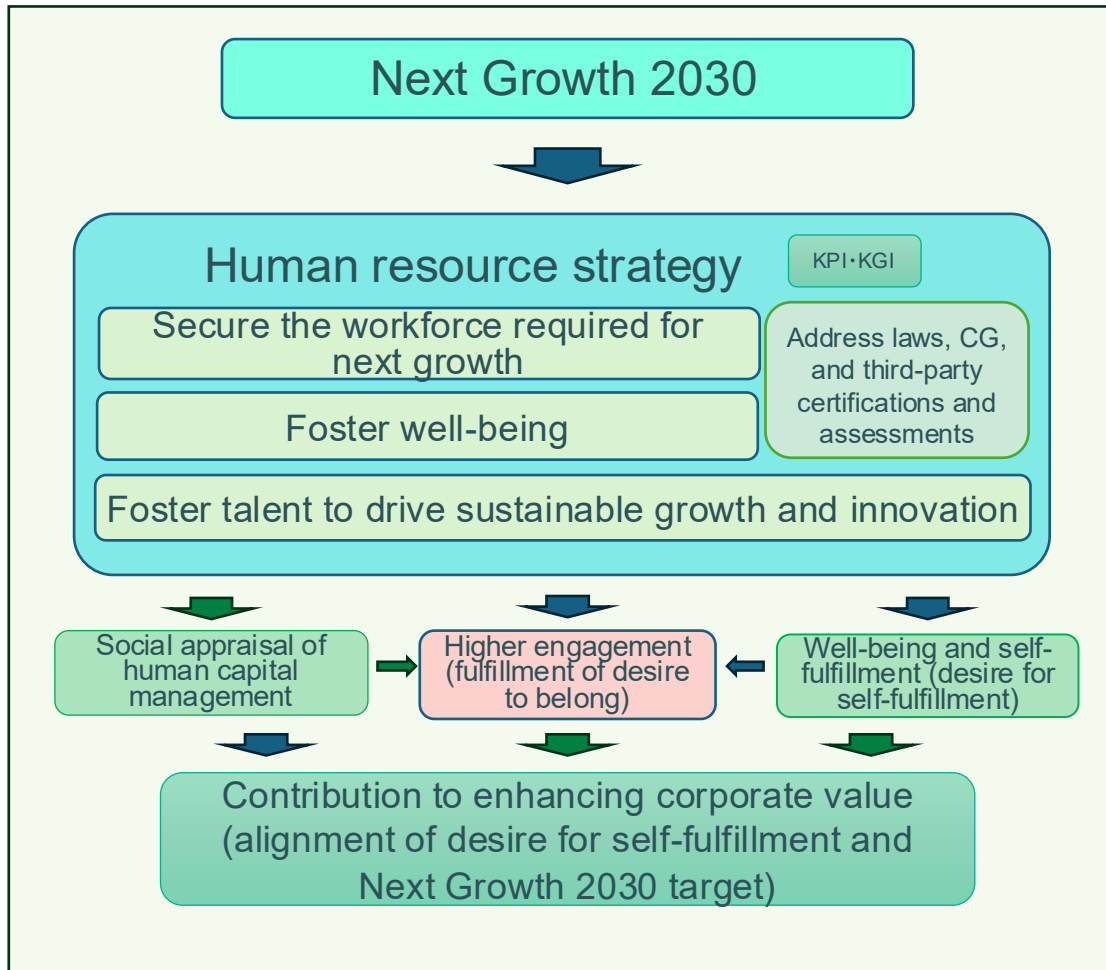 Next Growth 2030
Human resource strategy
KPI・KGI
Secure the workforce required for
next growth
Address laws, CG,
and third-party
certifications and
assessments
Foster well-being
Foster talent to drive sustainable growth and innovation
Social appraisal of
human capital
management
Higher engagement
(fulfillment of desire
to belong)
Well-being and self-
fulfillment (desire for
self-fulfillment)
Contribution to enhancing corporate value
(alignment of desire for self-fulfillment and
Next Growth 2030 target)